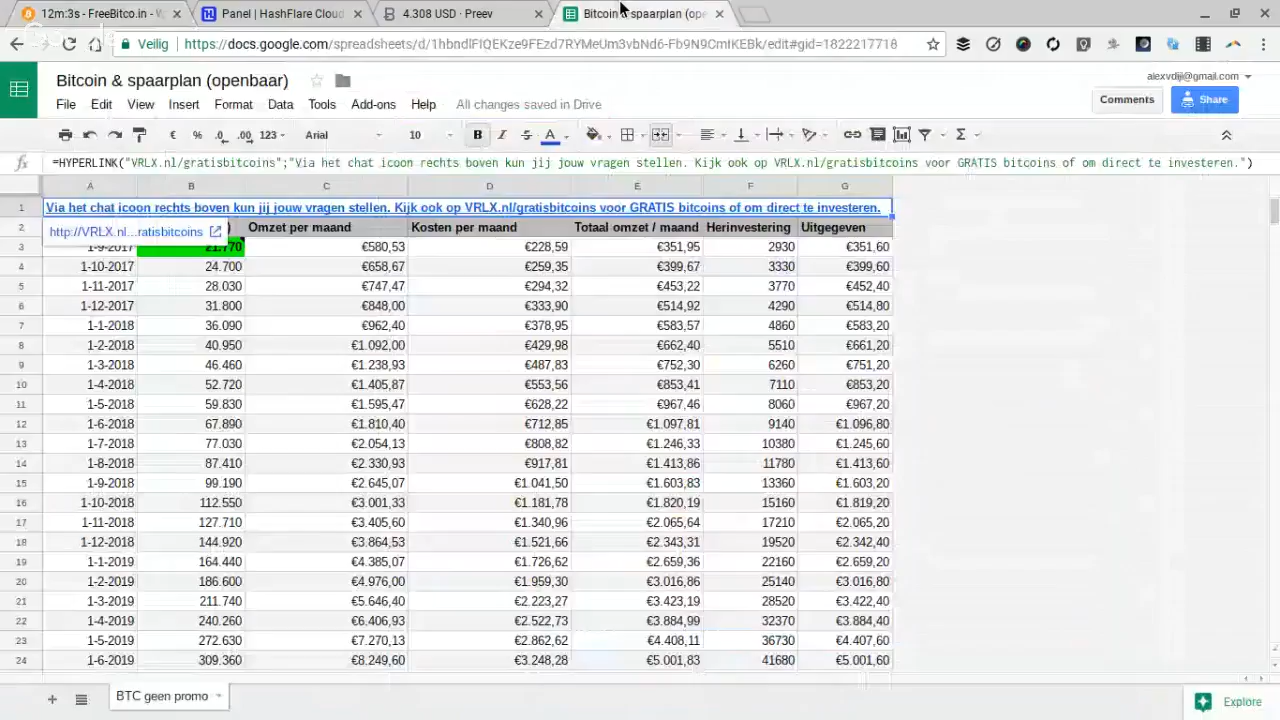 12m:3s - FreeBitco.in - W
Panel | HashFlare Cloud
4.308 USD - Preev
Bitcoin & spaarplan (ope
Veilig
Bitcoin & spaarplan (openbaar)
alexvdijl@gmail.com
File Edit View Insert Format Data Tools Add-ons Help All changes saved in Drive
Comments Share
€ % .0 .00 123 Arial 10 B I S A Σ
fx =HYPERLINK("VRLX.nl/gratisbitcoins";"Via het chat icoon rechts boven kun jij jouw vragen stellen. Kijk ook op VRLX.nl/gratisbitcoins voor GRATIS bitcoins of om direct te investeren.")
A B C D E F G
1 Via het chat icoon rechts boven kun jij jouw vragen stellen. Kijk ook op VRLX.nl/gratisbitcoins voor GRATIS bitcoins of om direct te investeren.
2 Omzet per maand Kosten per maand Totaal omzet / maand Herinvestering Uitgegeven
http://VRLX.nl...ratisbitcoins
3 1-9-2017 21.770 €580,53 €228,59 €351,95 2930 €351,60
4 1-10-2017 24.700 €658,67 €259,35 €399,67 3330 €399,60
5 1-11-2017 28.030 €747,47 €294,32 €453,22 3770 €452,40
6 1-12-2017 31.800 €848,00 €333,90 €514,92 4290 €514,80
7 1-1-2018 36.090 €962,40 €378,95 €583,57 4860 €583,20
8 1-2-2018 40.950 €1.092,00 €429,98 €662,40 5510 €661,20
9 1-3-2018 46.460 €1.238,93 €487,83 €752,30 6260 €751,20
10 1-4-2018 52.720 €1.405,87 €553,56 €853,41 7110 €853,20
11 1-5-2018 59.830 €1.595,47 €628,22 €967,46 8060 €967,20
12 1-6-2018 67.890 €1.810,40 €712,85 €1.097,81 9140 €1.096,80
13 1-7-2018 77.030 €2.054,13 €808,82 €1.246,33 10380 €1.245,60
14 1-8-2018 87.410 €2.330,93 €917,81 €1.413,86 11780 €1.413,60
15 1-9-2018 99.190 €2.645,07 €1.041,50 €1.603,83 13360 €1.603,20
16 1-10-2018 112.550 €3.001,33 €1.181,78 €1.820,19 15160 €1.819,20
17 1-11-2018 127.710 €3.405,60 €1.340,96 €2.065,64 17210 €2.065,20
18 1-12-2018 144.920 €3.864,53 €1.521,66 €2.343,31 19520 €2.342,40
19 1-1-2019 164.440 €4.385,07 €1.726,62 €2.659,36 22160 €2.659,20
20 1-2-2019 186.600 €4.976,00 €1.959,30 €3.016,86 25140 €3.016,80
21 1-3-2019 211.740 €5.646,40 €2.223,27 €3.423,19 28520 €3.422,40
22 1-4-2019 240.260 €6.406,93 €2.522,73 €3.884,99 32370 €3.884,40
23 1-5-2019 272.630 €7.270,13 €2.862,62 €4.408,11 36730 €4.407,60
24 1-6-2019 309.360 €8.249,60 €3.248,28 €5.001,83 41680 €5.001,60
BTC geen promo
Explore